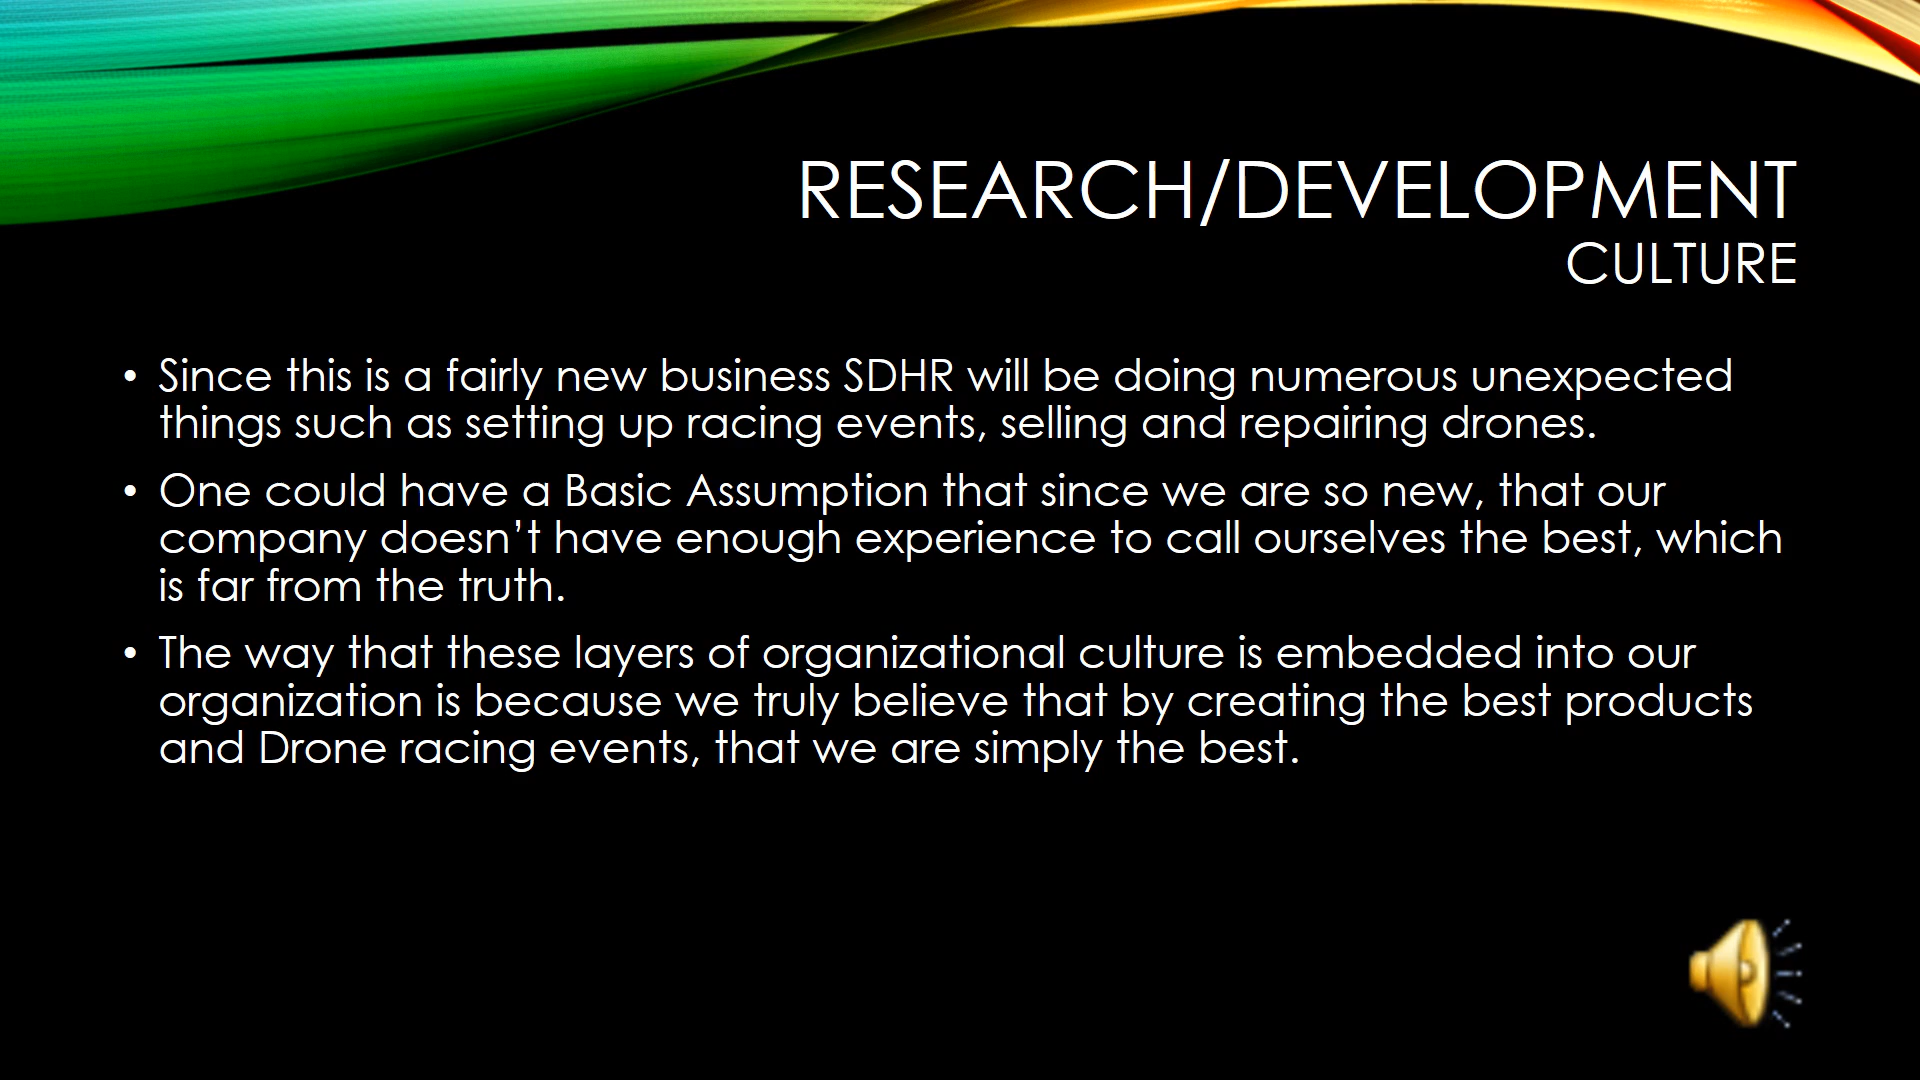 RESEARCH/DEVELOPMENT
CULTURE
• Since this is a fairly new business SDHR will be doing numerous unexpected
things such as setting up racing events, selling and repairing drones.
• One could have a Basic Assumption that since we are so new, that our
company doesn’t have enough experience to call ourselves the best, which
is far from the truth.
• The way that these layers of organizational culture is embedded into our
organization is because we truly believe that by creating the best products
and Drone racing events, that we are simply the best.